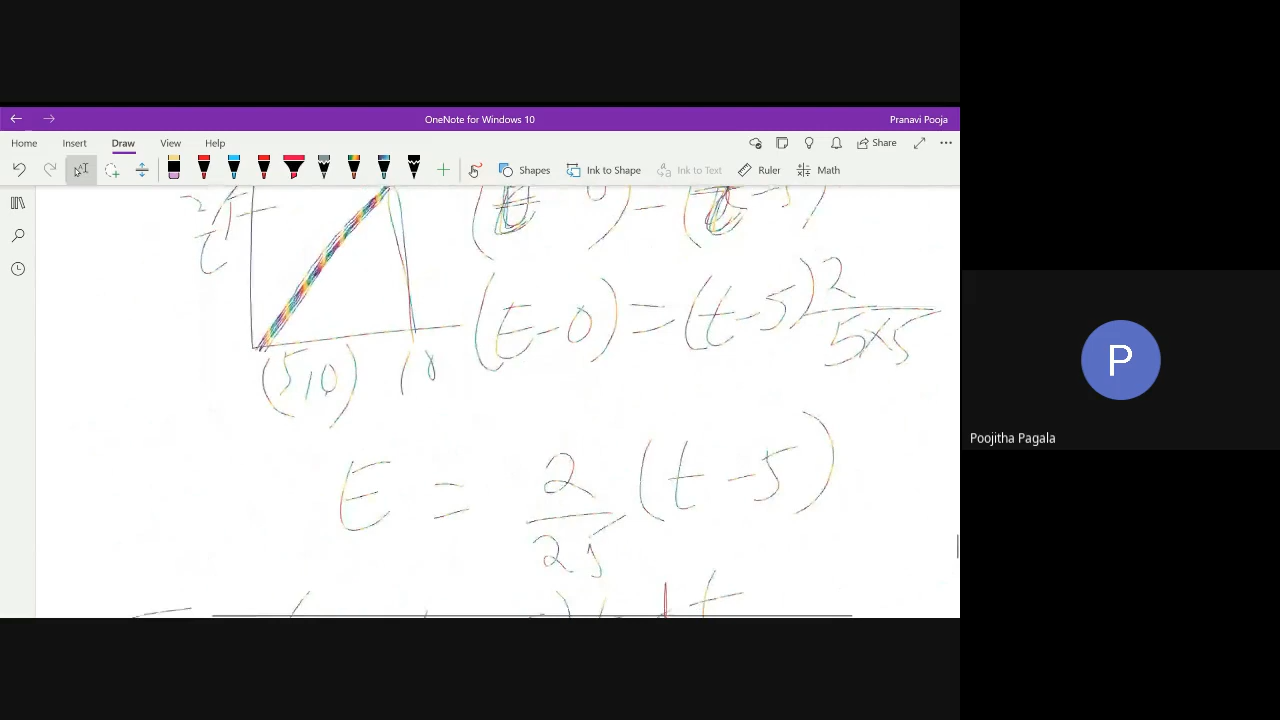 OneNote for Windows 10
Pranavi Pooja
Home Insert Draw View Help
Share
Shapes Ink to Shape Ink to Text Ruler Math
(E-0) = (t-5) 2/5×5
(5,0) 10
E = 2/25 (t-5)
P
Poojitha Pagala